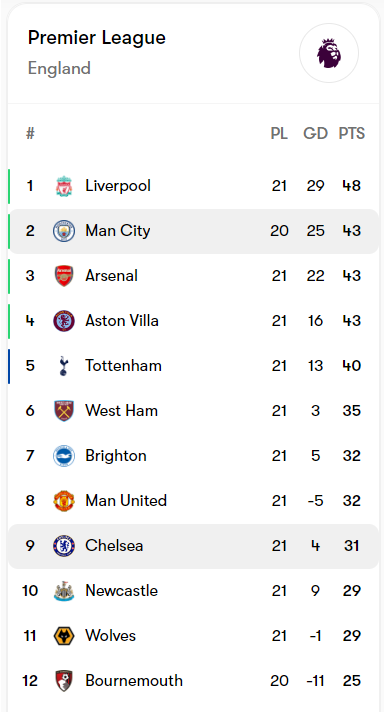 Premier League
England
# PL GD PTS
1 Liverpool 21 29 48
2 Man City 20 25 43
3 Arsenal 21 22 43
4 Aston Villa 21 16 43
5 Tottenham 21 13 40
6 West Ham 21 3 35
7 Brighton 21 5 32
8 Man United 21 -5 32
9 Chelsea 21 4 31
10 Newcastle 21 9 29
11 Wolves 21 -1 29
12 Bournemouth 20 -11 25